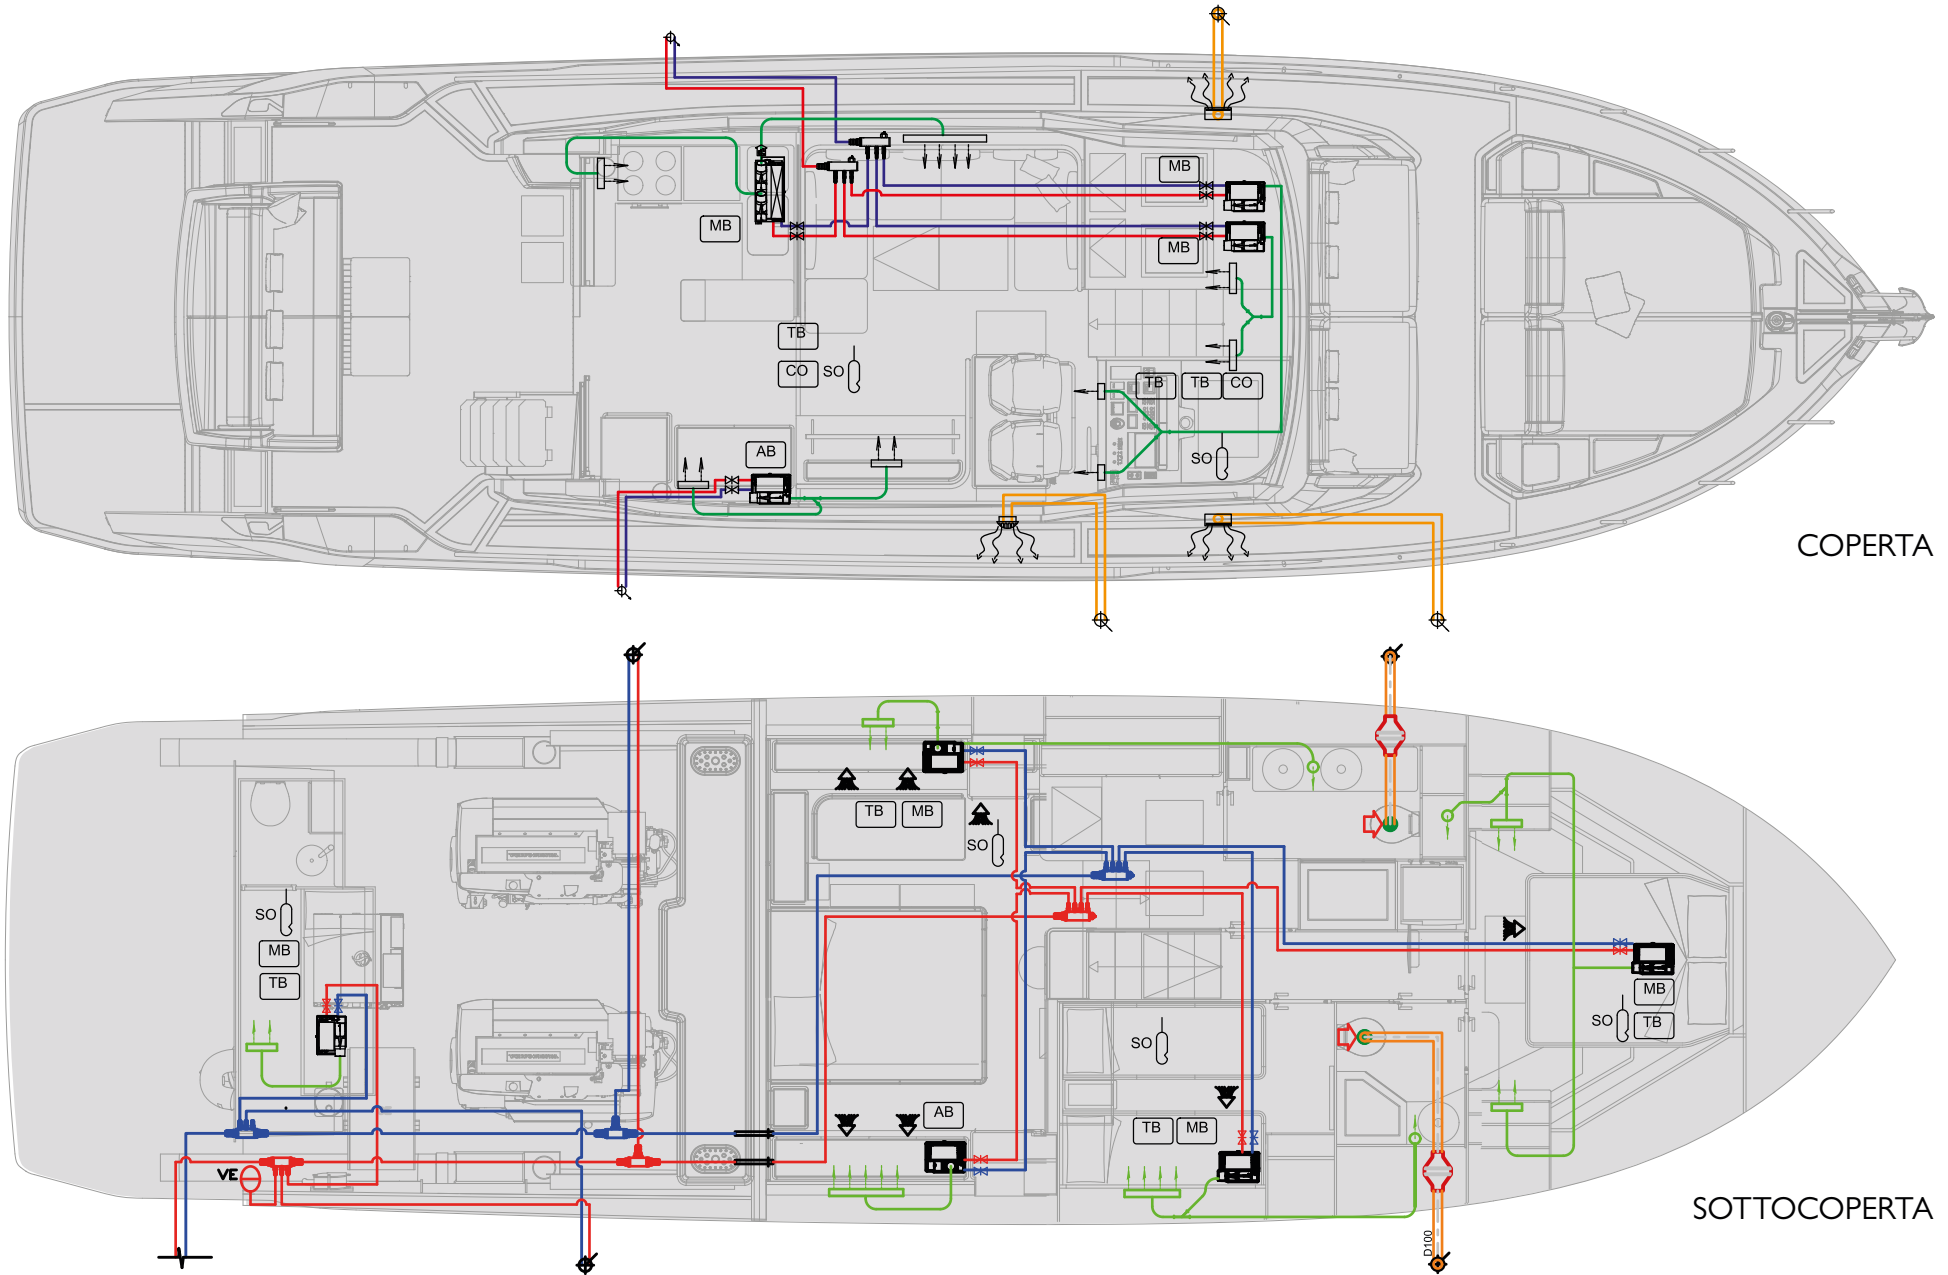 MB
MB
MB
TB
CO SO
TB TB CO
AB
SO
COPERTA
TB MB
SO
SO
MB
TB
MB
SO TB
SO
AB
TB MB
VE
SOTTOCOPERTA
D100